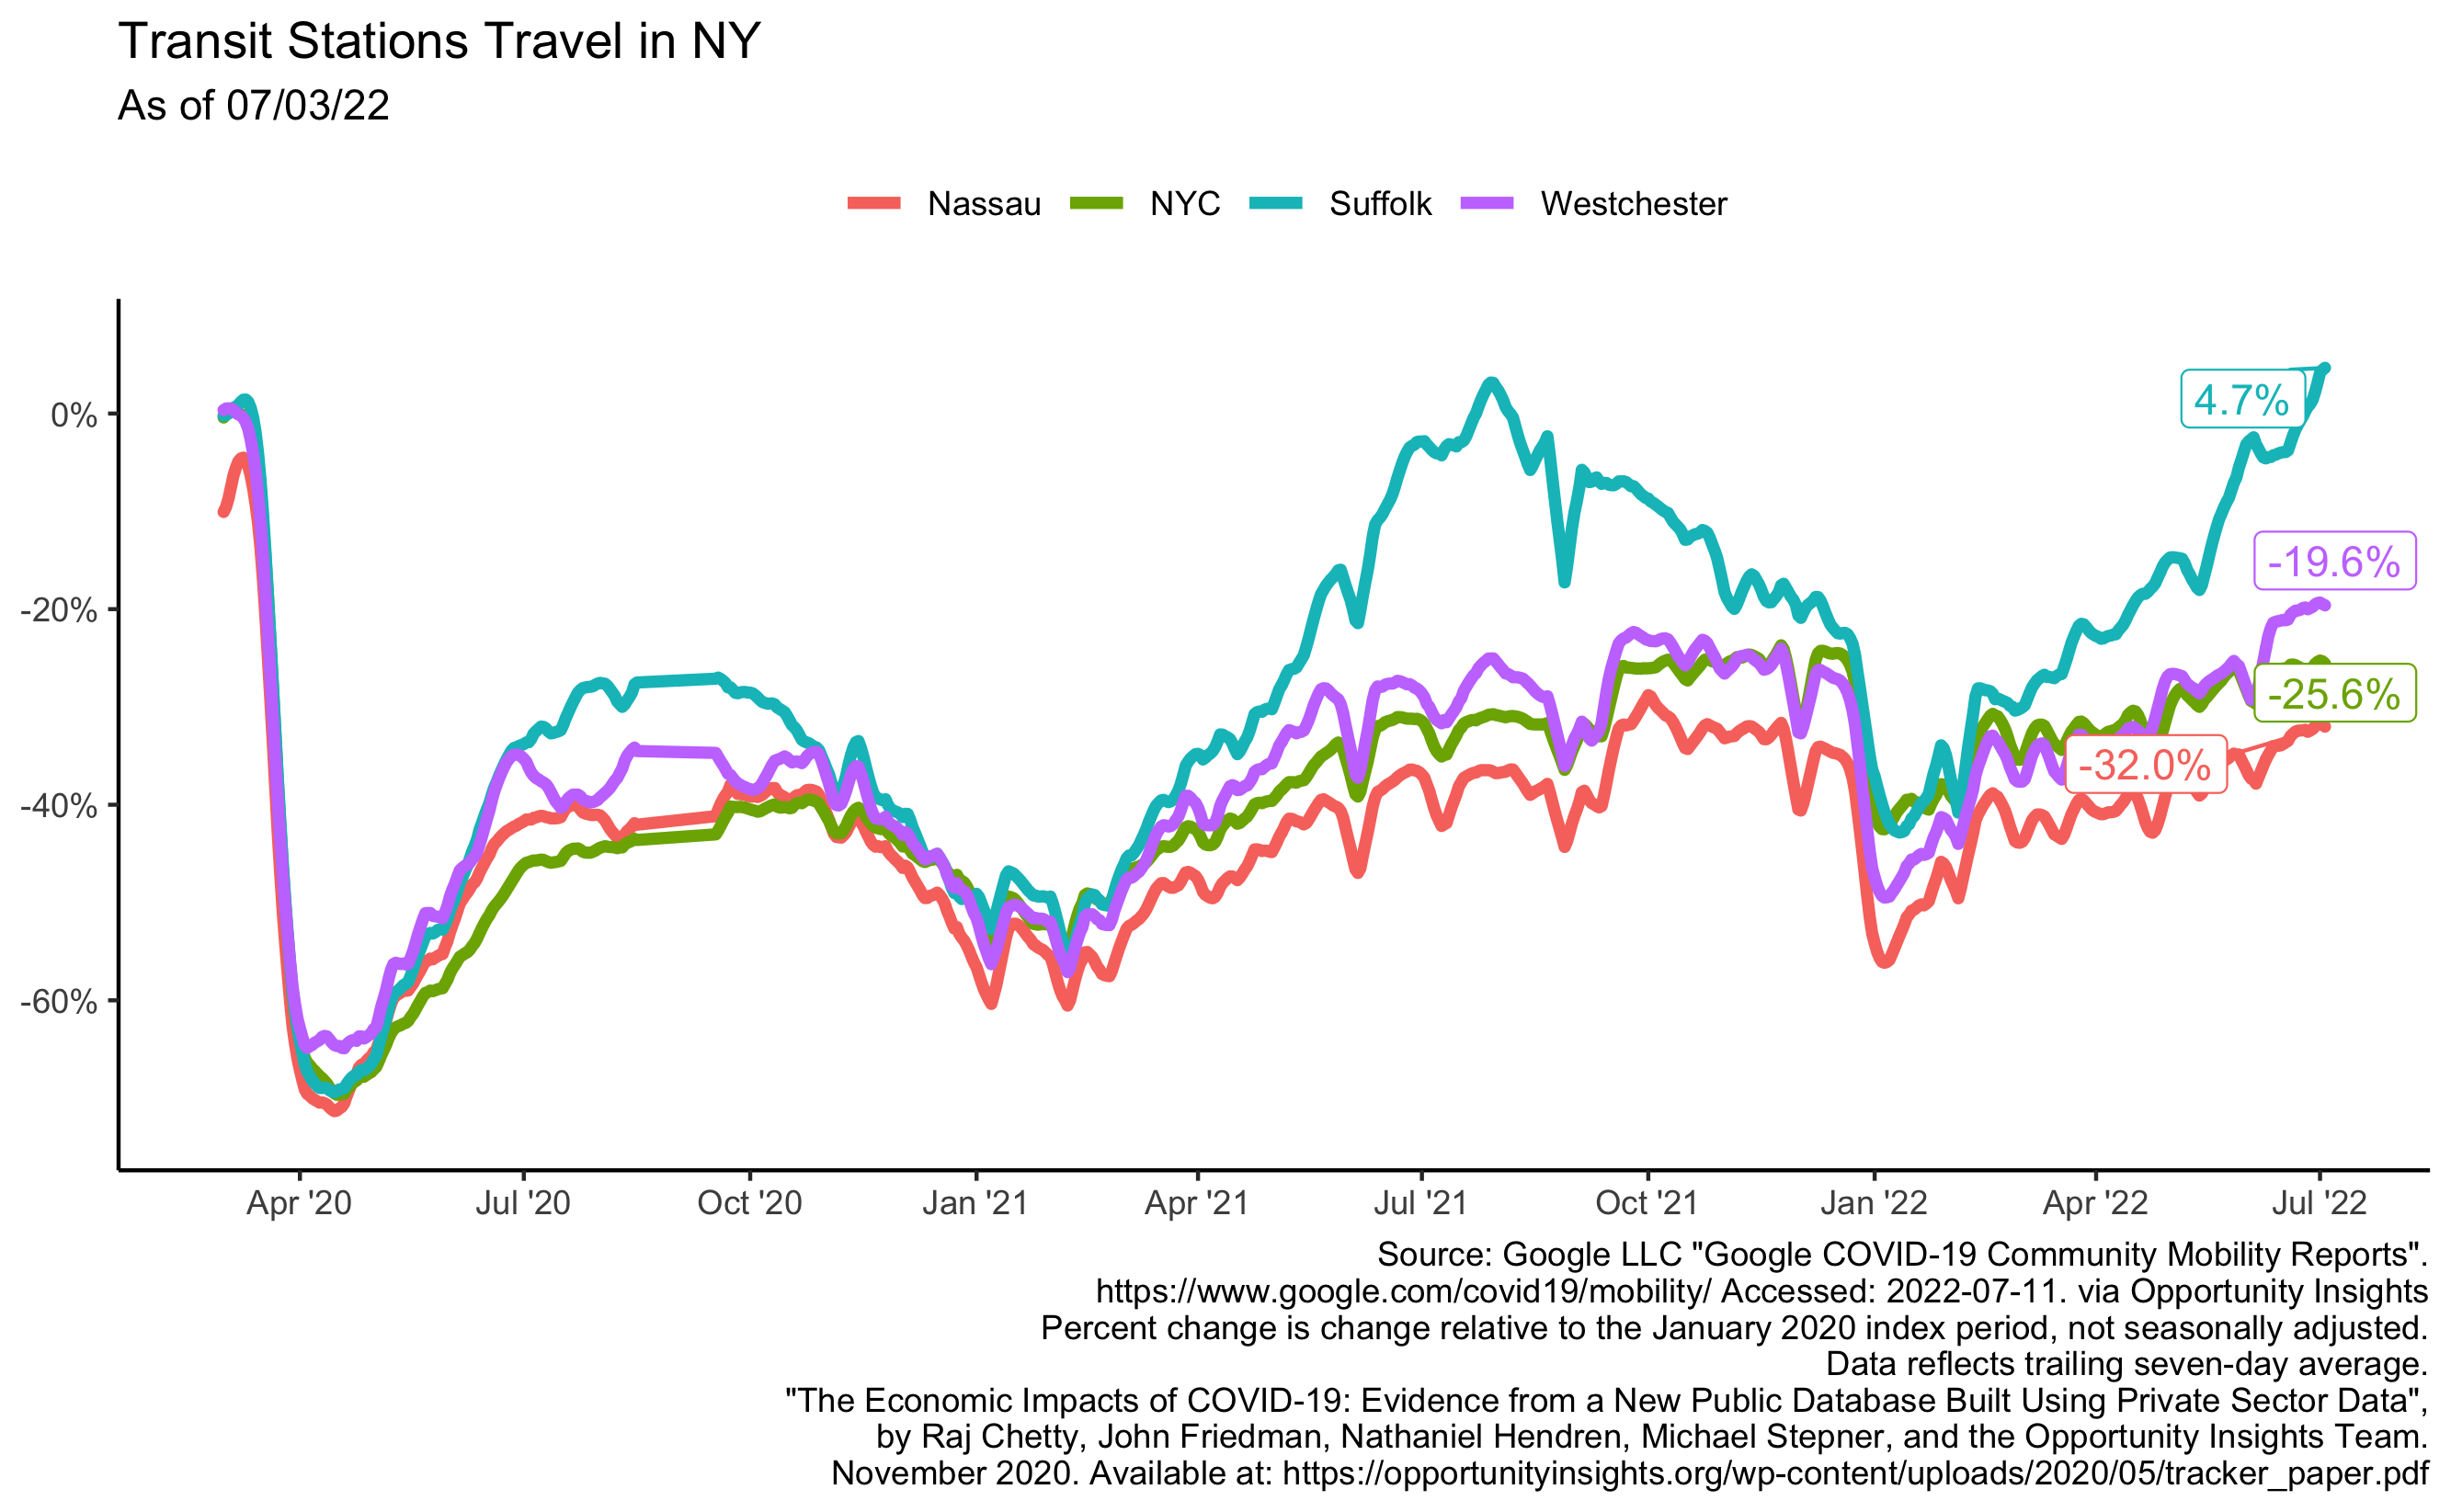 Transit Stations Travel in NY
As of 07/03/22
Nassau NYC Suffolk Westchester
0%
-20%
-40%
-60%
4.7%
-19.6%
-25.6%
-32.0%
Apr '20 Jul '20 Oct '20 Jan '21 Apr '21 Jul '21 Oct '21 Jan '22 Apr '22 Jul '22
Source: Google LLC "Google COVID-19 Community Mobility Reports".
https://www.google.com/covid19/mobility/ Accessed: 2022-07-11. via Opportunity Insights
Percent change is change relative to the January 2020 index period, not seasonally adjusted.
Data reflects trailing seven-day average.
"The Economic Impacts of COVID-19: Evidence from a New Public Database Built Using Private Sector Data",
by Raj Chetty, John Friedman, Nathaniel Hendren, Michael Stepner, and the Opportunity Insights Team.
November 2020. Available at: https://opportunityinsights.org/wp-content/uploads/2020/05/tracker_paper.pdf